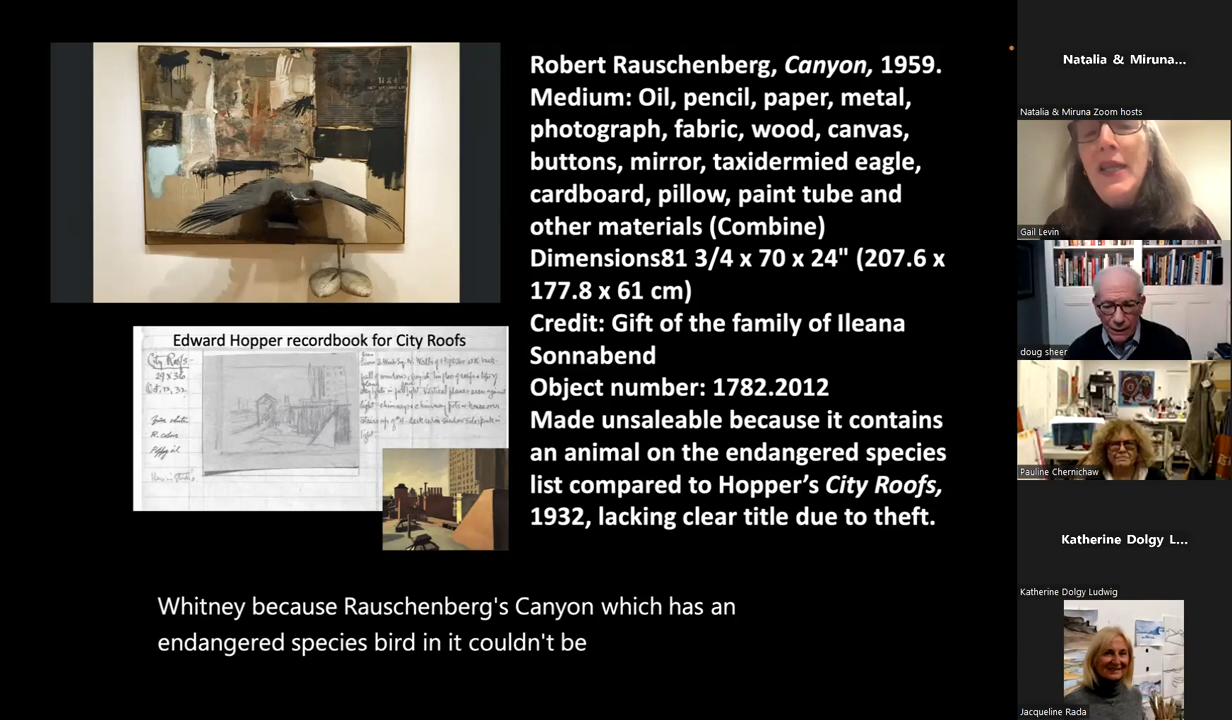 Robert Rauschenberg, Canyon, 1959.
Medium: Oil, pencil, paper, metal,
photograph, fabric, wood, canvas,
buttons, mirror, taxidermied eagle,
cardboard, pillow, paint tube and
other materials (Combine)
Dimensions81 3/4 x 70 x 24" (207.6 x
177.8 x 61 cm)
Credit: Gift of the family of Ileana
Sonnabend
Object number: 1782.2012
Made unsaleable because it contains
an animal on the endangered species
list compared to Hopper’s City Roofs,
1932, lacking clear title due to theft.
Edward Hopper recordbook for City Roofs
City Roofs
29 x 36
Oct, 13, 32
Whitney because Rauschenberg's Canyon which has an
endangered species bird in it couldn't be
Natalia & Miruna...
Natalia & Miruna Zoom hosts
Gail Levin
doug sheer
Pauline Chernichaw
Katherine Dolgy L...
Katherine Dolgy Ludwig
Jacqueline Rada